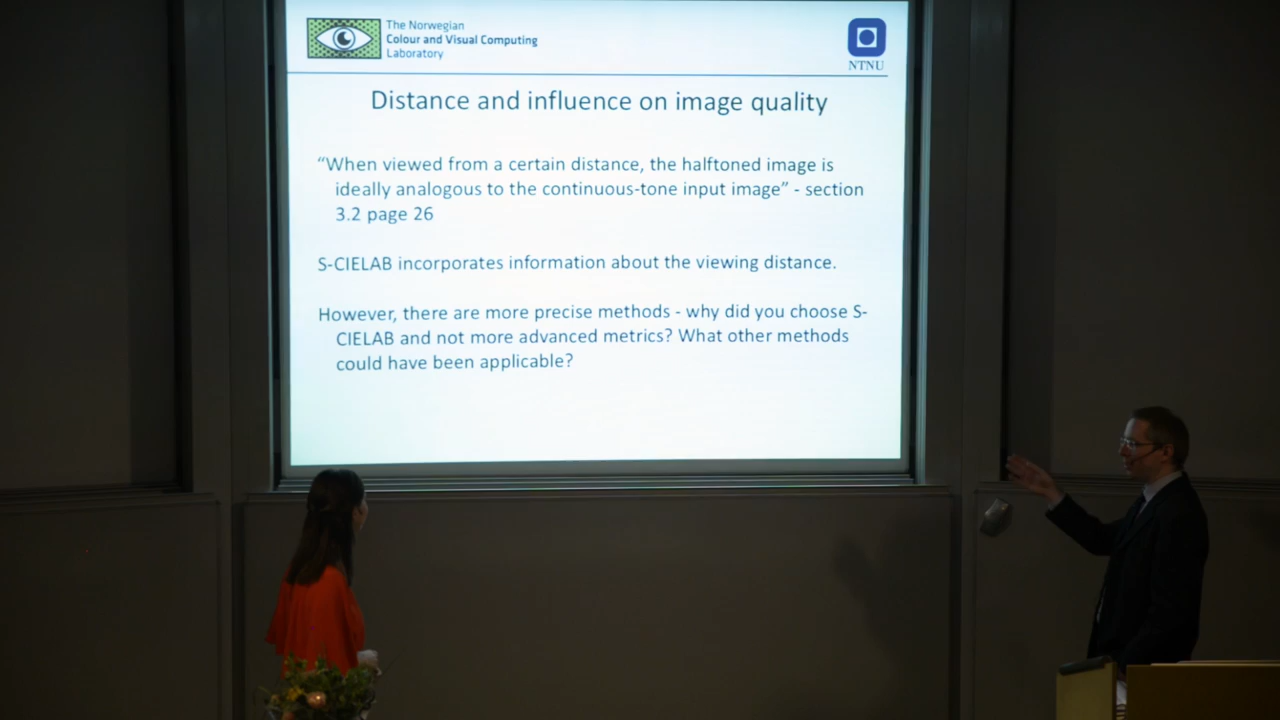 The Norwegian
Colour and Visual Computing
Laboratory
NTNU
Distance and influence on image quality
“When viewed from a certain distance, the halftoned image is
ideally analogous to the continuous-tone input image” - section
3.2 page 26
S-CIELAB incorporates information about the viewing distance.
However, there are more precise methods - why did you choose S-
CIELAB and not more advanced metrics? What other methods
could have been applicable?